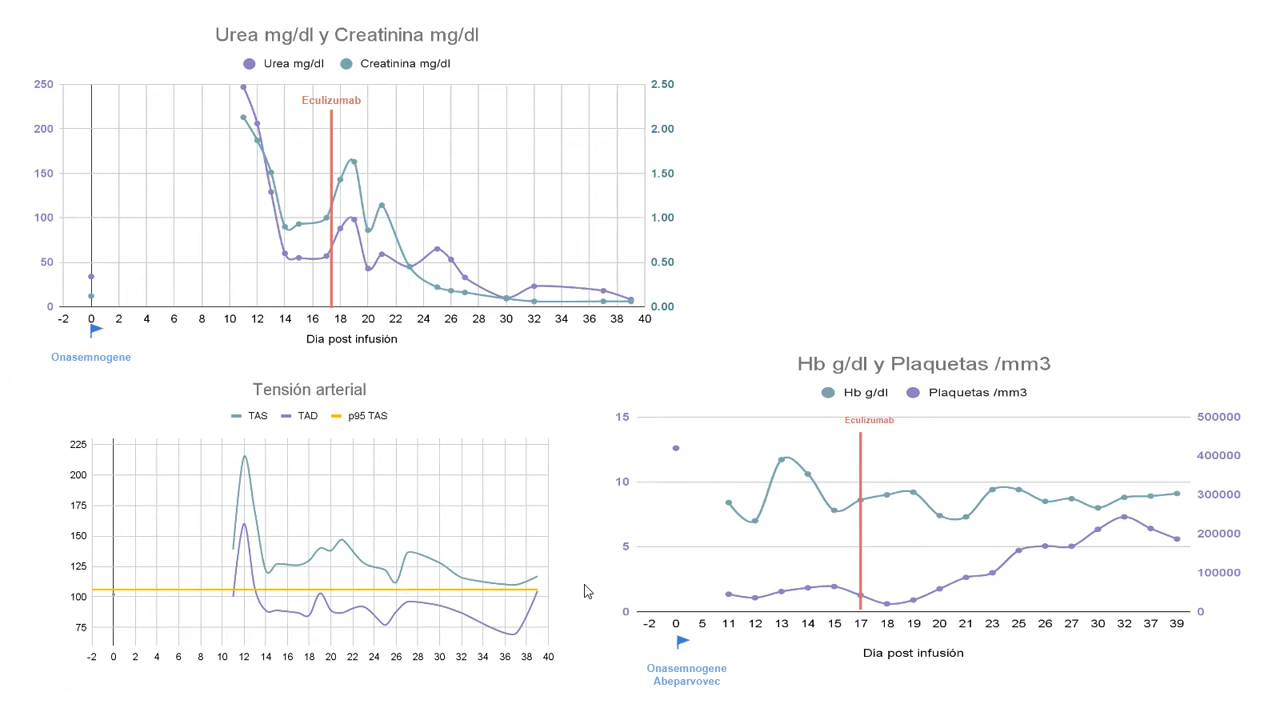 Urea mg/dl y Creatinina mg/dl
Urea mg/dl Creatinina mg/dl
250 2.50
Eculizumab
200 2.00
150 1.50
100 1.00
50 0.50
0 0.00
-2 0 2 4 6 8 10 12 14 16 18 20 22 24 26 28 30 32 34 36 38 40
Dia post infusión
Onasemnogene
Tensión arterial
TAS TAD p95 TAS
225
200
175
150
125
100
75
-2 0 2 4 6 8 10 12 14 16 18 20 22 24 26 28 30 32 34 36 38 40
Hb g/dl y Plaquetas /mm3
Hb g/dl Plaquetas /mm3
15 500000
Eculizumab
400000
10 300000
200000
5
100000
0 0
-2 0 5 11 12 13 14 15 17 18 19 20 21 23 25 26 27 30 32 37 39
Dia post infusión
Onasemnogene
Abeparvovec